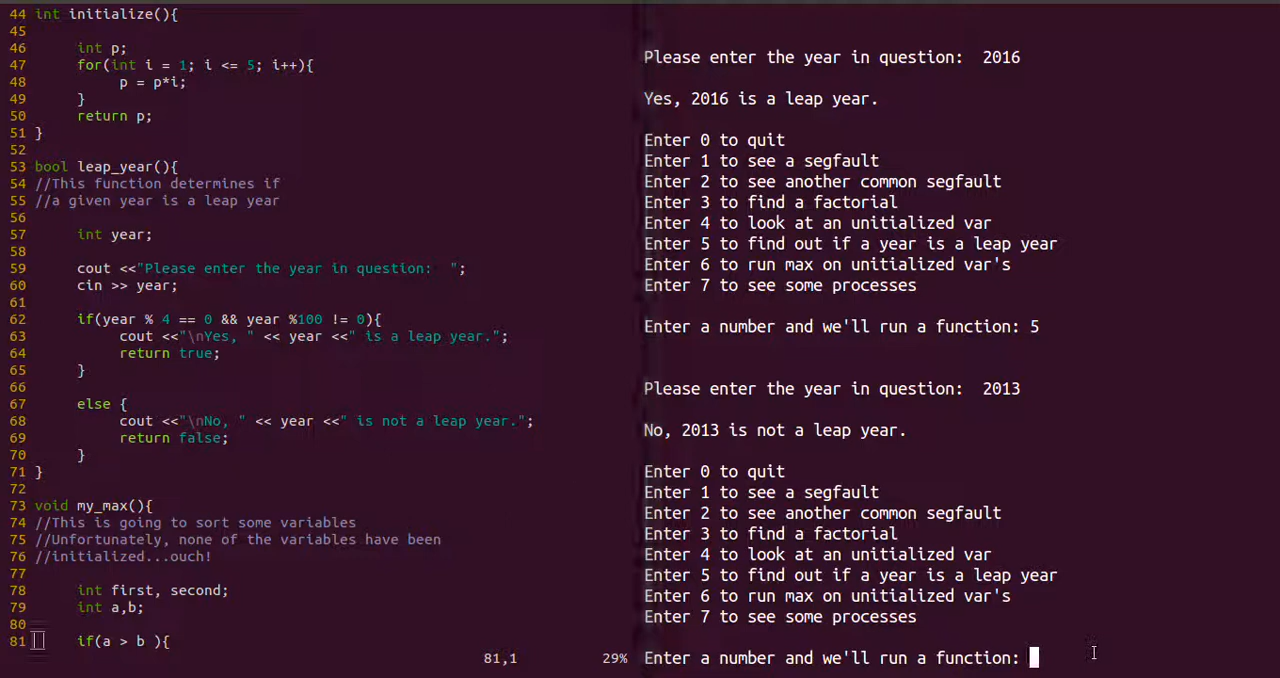 44 int initialize(){
45
46 int p;
47 for(int i = 1; i <= 5; i++){
48 p = p*i;
49 }
50 return p;
51 }
52
53 bool leap_year(){
54 //This function determines if
55 //a given year is a leap year
56
57 int year;
58
59 cout <<"Please enter the year in question:  ";
60 cin >> year;
61
62 if(year % 4 == 0 && year %100 != 0){
63 cout <<"\nYes, " << year <<" is a leap year.";
64 return true;
65 }
66
67 else {
68 cout <<"\nNo, " << year <<" is not a leap year.";
69 return false;
70 }
71 }
72
73 void my_max(){
74 //This is going to sort some variables
75 //Unfortunately, none of the variables have been
76 //initialized...ouch!
77
78 int first, second;
79 int a,b;
80
81 if(a > b ){
81,1 29%
Please enter the year in question:  2016
Yes, 2016 is a leap year.
Enter 0 to quit
Enter 1 to see a segfault
Enter 2 to see another common segfault
Enter 3 to find a factorial
Enter 4 to look at an unitialized var
Enter 5 to find out if a year is a leap year
Enter 6 to run max on unitialized var's
Enter 7 to see some processes
Enter a number and we'll run a function: 5
Please enter the year in question:  2013
No, 2013 is not a leap year.
Enter 0 to quit
Enter 1 to see a segfault
Enter 2 to see another common segfault
Enter 3 to find a factorial
Enter 4 to look at an unitialized var
Enter 5 to find out if a year is a leap year
Enter 6 to run max on unitialized var's
Enter 7 to see some processes
Enter a number and we'll run a function: